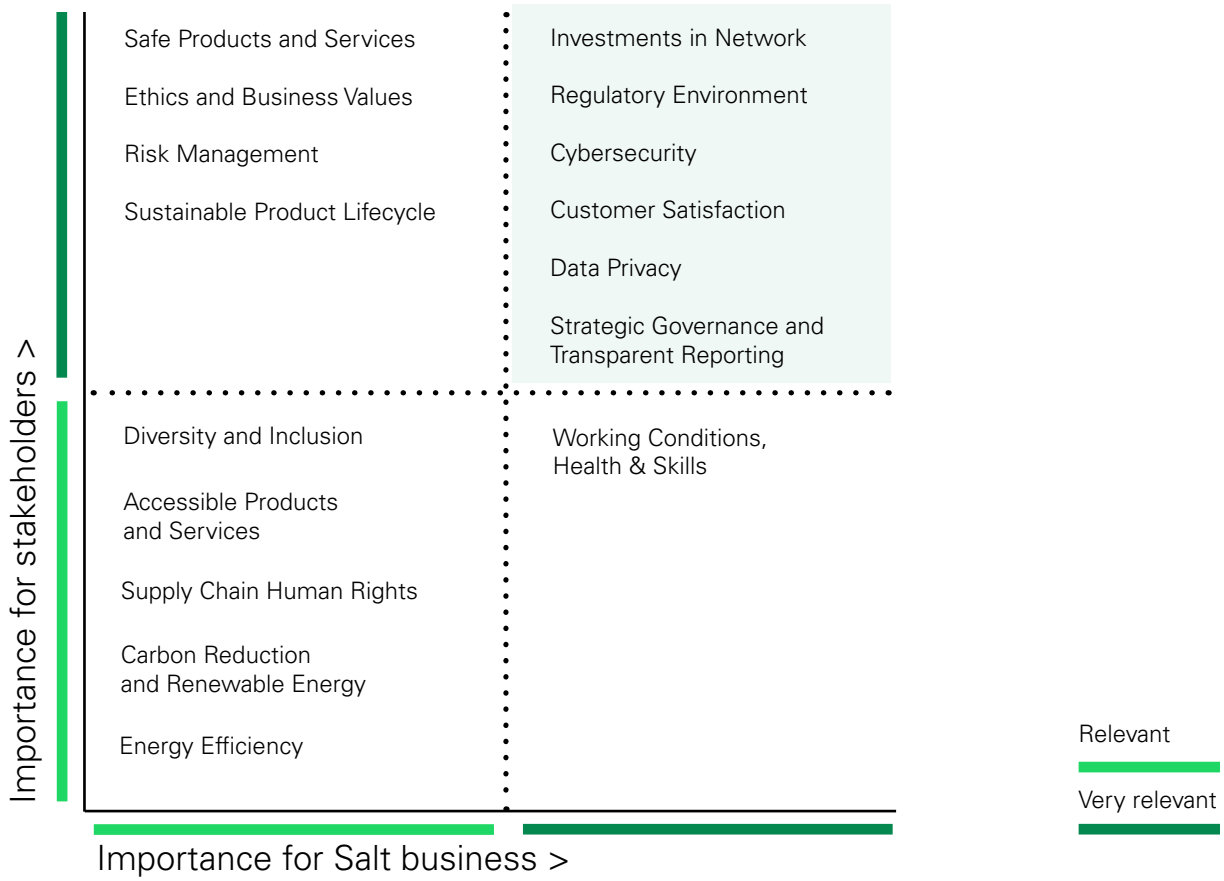 Safe Products and Services
Ethics and Business Values
Risk Management
Sustainable Product Lifecycle
Investments in Network
Regulatory Environment
Cybersecurity
Customer Satisfaction
Data Privacy
Strategic Governance and
Transparent Reporting
Diversity and Inclusion
Accessible Products
and Services
Supply Chain Human Rights
Carbon Reduction
and Renewable Energy
Energy Efficiency
Working Conditions,
Health & Skills
Importance for stakeholders >
Importance for Salt business >
Relevant
Very relevant